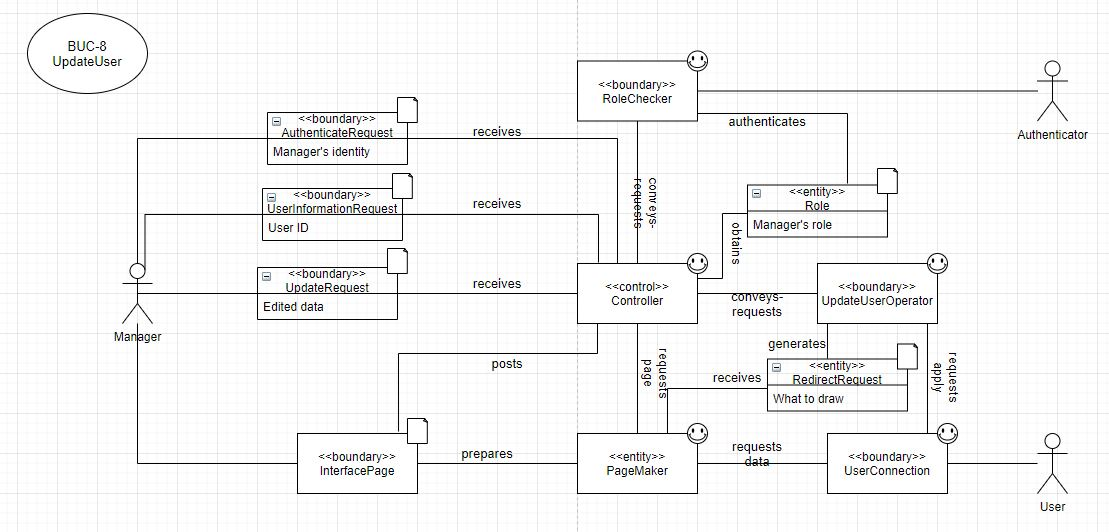 BUC-8
UpdateUser
<<boundary>>
RoleChecker
Authenticator
<<boundary>>
AuthenticateRequest
Manager's identity
receives
authenticates
conveys-
requests
<<boundary>>
UserInformationRequest
User ID
receives
<<entity>>
Role
Manager's role
obtains
<<boundary>>
UpdateRequest
Edited data
receives
<<control>>
Controller
conveys-
requests
<<boundary>>
UpdateUserOperator
Manager
posts
requests
page
generates
receives
<<entity>>
RedirectRequest
What to draw
requests
apply
<<boundary>>
InterfacePage
prepares
<<entity>>
PageMaker
requests
data
<<boundary>>
UserConnection
User